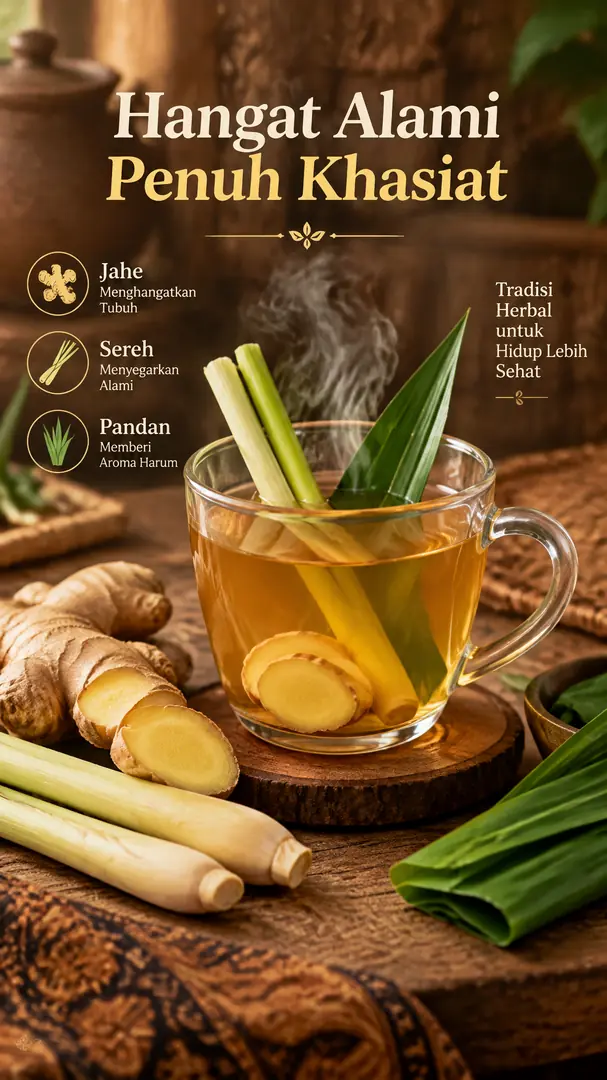 Hangat Alami
Penuh Khasiat
Jahe
Menghangatkan
Tubuh
Sereh
Menyegarkan
Alami
Pandan
Memberi
Aroma Harum
Tradisi
Herbal
untuk
Hidup Lebih
Sehat